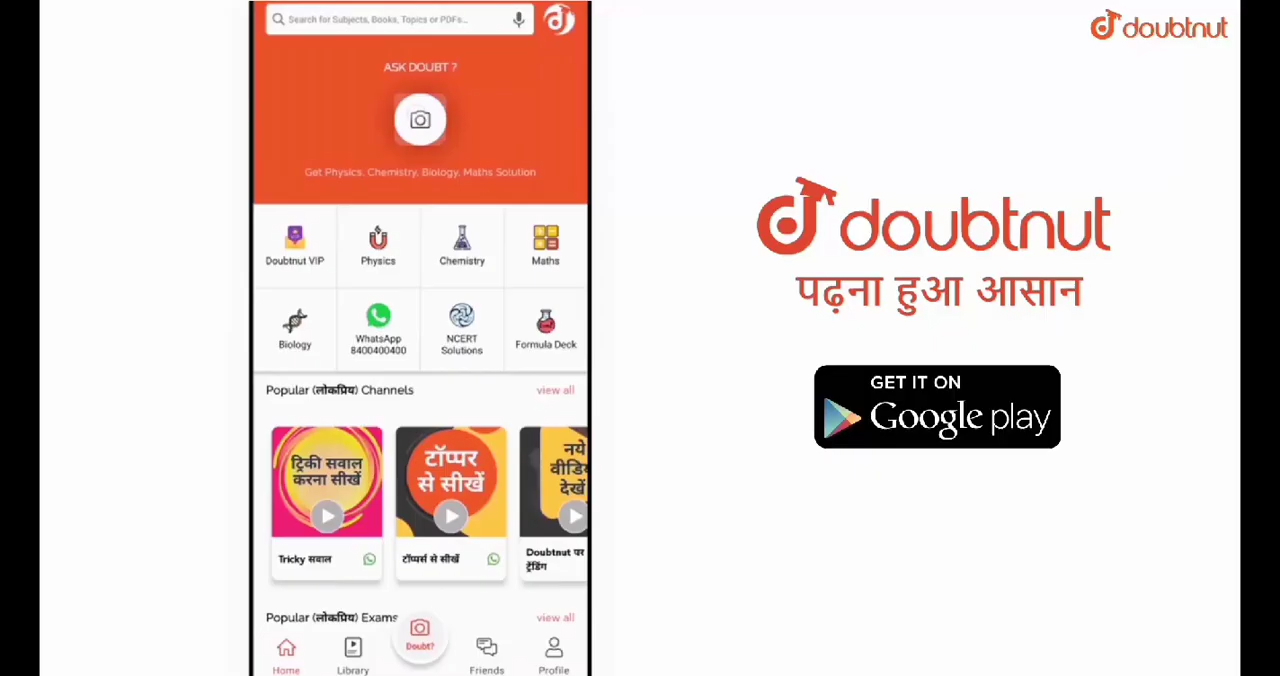 Search for Subjects, Books, Topics or PDFs...
ASK DOUBT ?
Get Physics, Chemistry, Biology, Maths Solution
Doubtnut VIP
Physics
Chemistry
Maths
Biology
WhatsApp
8400400400
NCERT
Solutions
Formula Deck
Popular (लोकप्रिय) Channels
view all
ट्रिकी सवाल
करना सीखें
टॉप्पर
से सीखें
नये
वीडि
देखें
Tricky सवाल
टॉप्पर्स से सीखें
Doubtnut पर
ट्रेंडिंग
Popular (लोकप्रिय) Exams
view all
Doubt?
Home
Library
Friends
Profile
doubtnut
doubtnut
पढ़ना हुआ आसान
GET IT ON
Google play